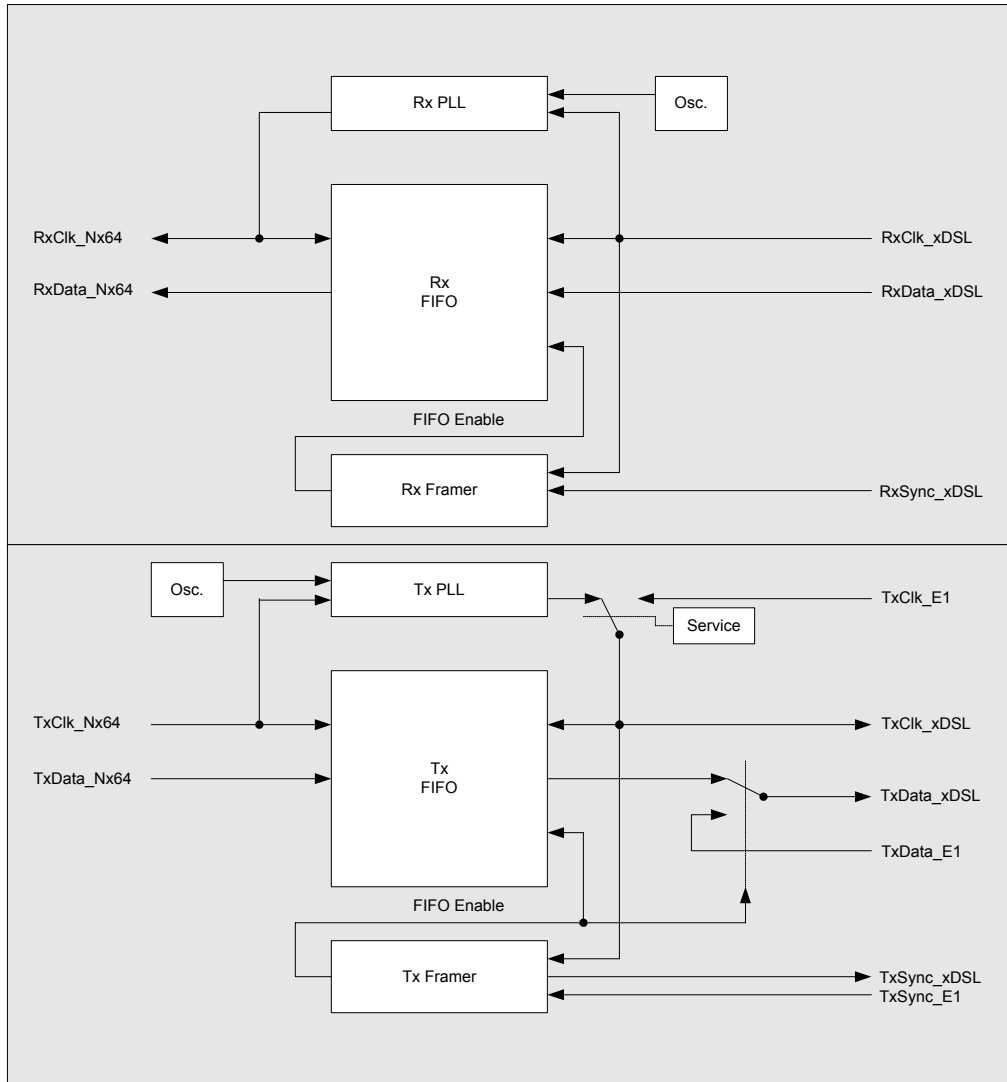 Rx PLL
Osc.
RxClk_Nx64
RxClk_xDSL
RxData_Nx64
Rx
FIFO
RxData_xDSL
FIFO Enable
Rx Framer
RxSync_xDSL
Osc.
Tx PLL
TxClk_E1
Service
TxClk_Nx64
TxClk_xDSL
TxData_Nx64
Tx
FIFO
TxData_xDSL
TxData_E1
FIFO Enable
Tx Framer
TxSync_xDSL
TxSync_E1